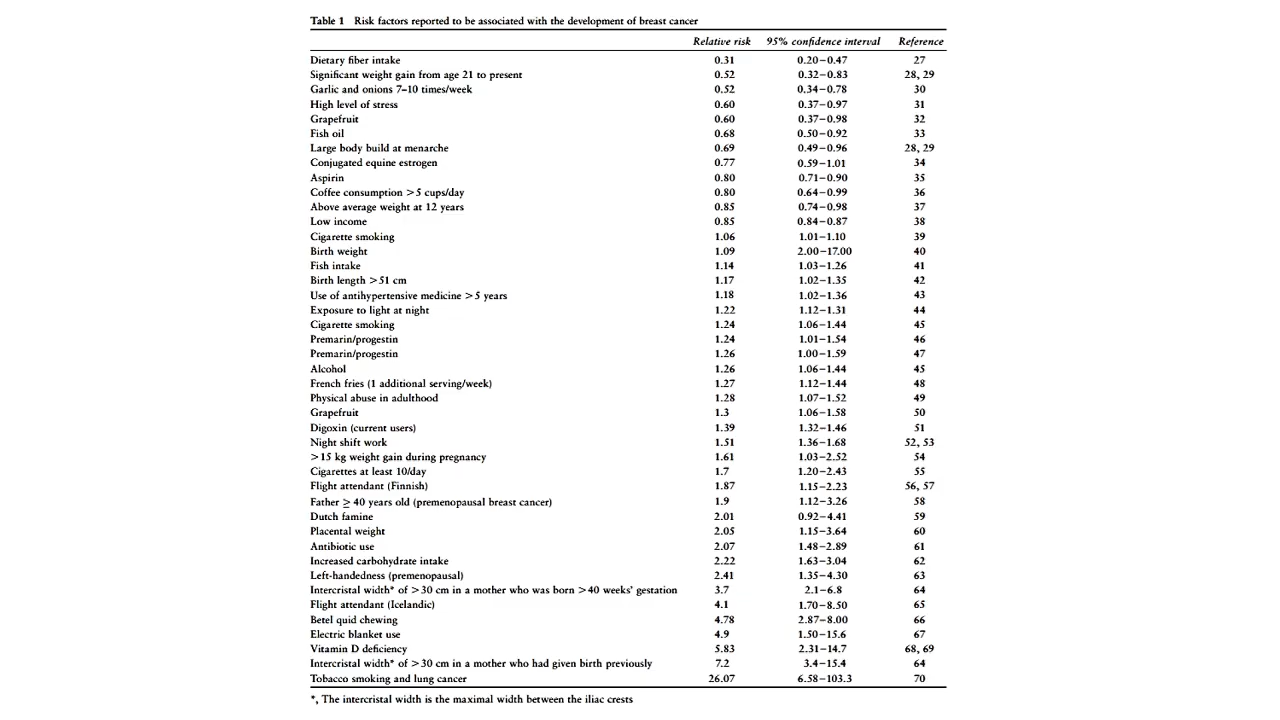 Table 1 Risk factors reported to be associated with the development of breast cancer
Relative risk 95% confidence interval Reference
Dietary fiber intake 0.31 0.20–0.47 27
Significant weight gain from age 21 to present 0.52 0.32–0.83 28, 29
Garlic and onions 7–10 times/week 0.52 0.34–0.78 30
High level of stress 0.60 0.37–0.97 31
Grapefruit 0.60 0.37–0.98 32
Fish oil 0.68 0.50–0.92 33
Large body build at menarche 0.69 0.49–0.96 28, 29
Conjugated equine estrogen 0.77 0.59–1.01 34
Aspirin 0.80 0.71–0.90 35
Coffee consumption >5 cups/day 0.80 0.64–0.99 36
Above average weight at 12 years 0.85 0.74–0.98 37
Low income 0.85 0.84–0.87 38
Cigarette smoking 1.06 1.01–1.10 39
Birth weight 1.09 2.00–17.00 40
Fish intake 1.14 1.03–1.26 41
Birth length >51 cm 1.17 1.02–1.35 42
Use of antihypertensive medicine >5 years 1.18 1.02–1.36 43
Exposure to light at night 1.22 1.12–1.31 44
Cigarette smoking 1.24 1.06–1.44 45
Premarin/progestin 1.24 1.01–1.54 46
Premarin/progestin 1.26 1.00–1.59 47
Alcohol 1.26 1.06–1.44 45
French fries (1 additional serving/week) 1.27 1.12–1.44 48
Physical abuse in adulthood 1.28 1.07–1.52 49
Grapefruit 1.3 1.06–1.58 50
Digoxin (current users) 1.39 1.32–1.46 51
Night shift work 1.51 1.36–1.68 52, 53
>15 kg weight gain during pregnancy 1.61 1.03–2.52 54
Cigarettes at least 10/day 1.7 1.20–2.43 55
Flight attendant (Finnish) 1.87 1.15–2.23 56, 57
Father ≥ 40 years old (premenopausal breast cancer) 1.9 1.12–3.26 58
Dutch famine 2.01 0.92–4.41 59
Placental weight 2.05 1.15–3.64 60
Antibiotic use 2.07 1.48–2.89 61
Increased carbohydrate intake 2.22 1.63–3.04 62
Left-handedness (premenopausal) 2.41 1.35–4.30 63
Intercristal width* of >30 cm in a mother who was born >40 weeks' gestation 3.7 2.1–6.8 64
Flight attendant (Icelandic) 4.1 1.70–8.50 65
Betel quid chewing 4.78 2.87–8.00 66
Electric blanket use 4.9 1.50–15.6 67
Vitamin D deficiency 5.83 2.31–14.7 68, 69
Intercristal width* of >30 cm in a mother who had given birth previously 7.2 3.4–15.4 64
Tobacco smoking and lung cancer 26.07 6.58–103.3 70
*, The intercristal width is the maximal width between the iliac crests